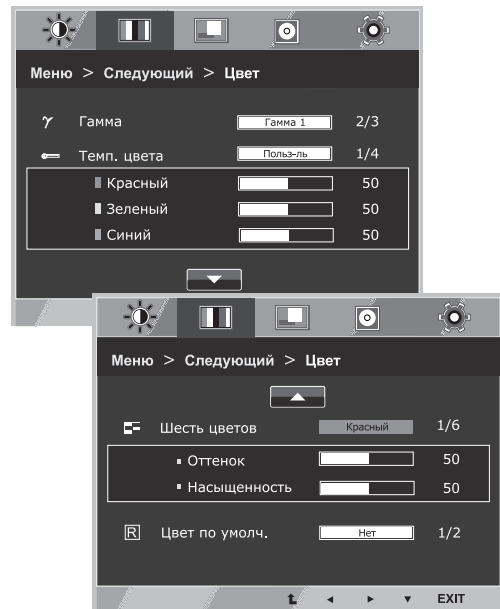 Меню > Следующий > Цвет
γ Гамма Гамма 1 2/3
Темп. цвета Польз-ль 1/4
Красный 50
Зеленый 50
Синий 50
Меню > Следующий > Цвет
Шесть цветов Красный 1/6
Оттенок 50
Насыщенность 50
R Цвет по умолч. Нет 1/2
EXIT